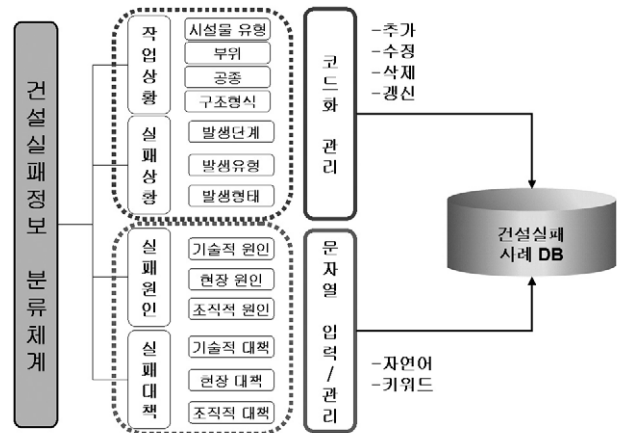 건설실패정보 분류체계
작업상황
시설물 유형
부위
공종
구조형식
실패상황
발생단계
발생유형
발생형태
실패원인
기술적 원인
현장 원인
조직적 원인
실패대책
기술적 대책
현장 대책
조직적 대책
코드화 관리
-추가
-수정
-삭제
-갱신
문자열 입력/관리
-자연어
-키워드
건설실패
사례 DB